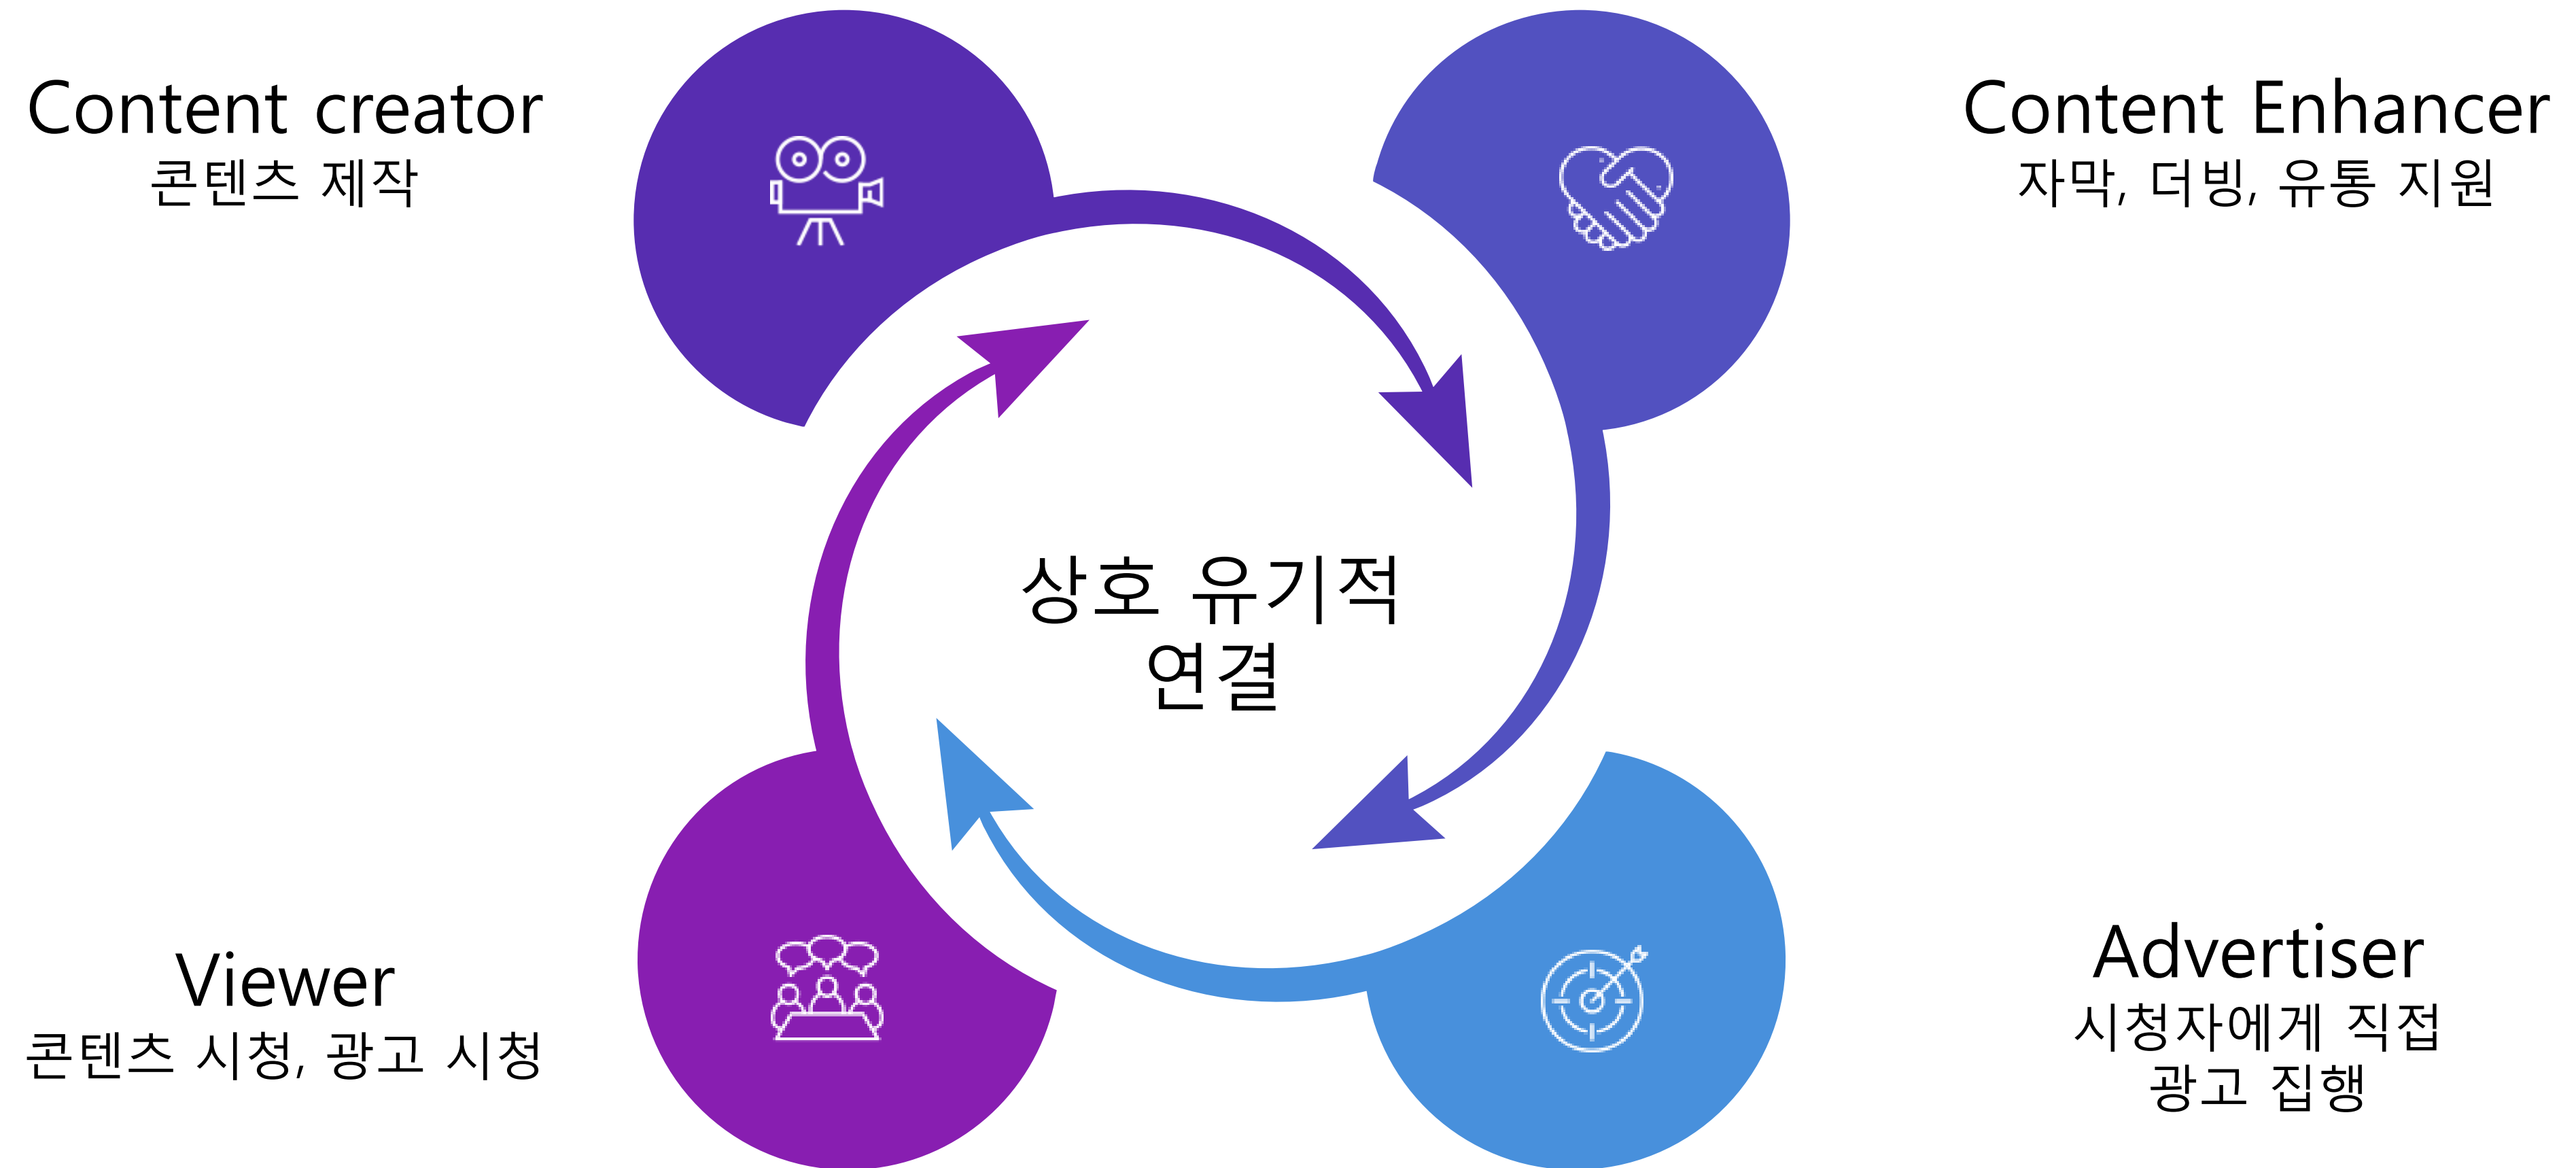 Content creator
콘텐츠 제작
Content Enhancer
자막, 더빙, 유통 지원
상호 유기적
연결
Viewer
콘텐츠 시청, 광고 시청
Advertiser
시청자에게 직접
광고 집행